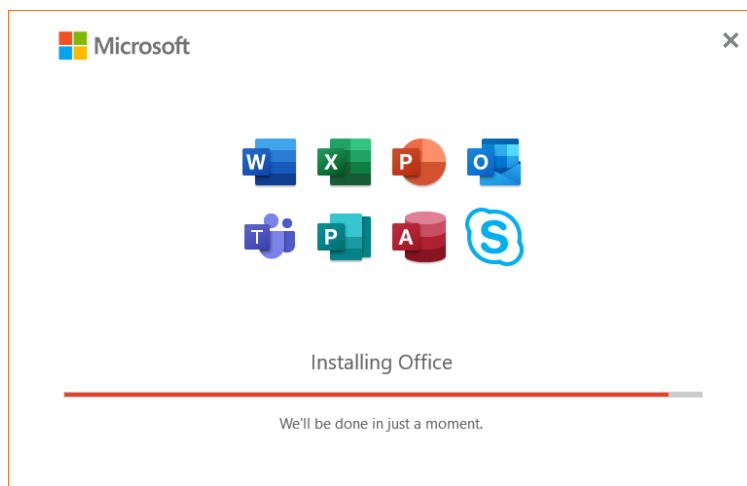 Microsoft
W X P O
T P A S
Installing Office
We'll be done in just a moment.